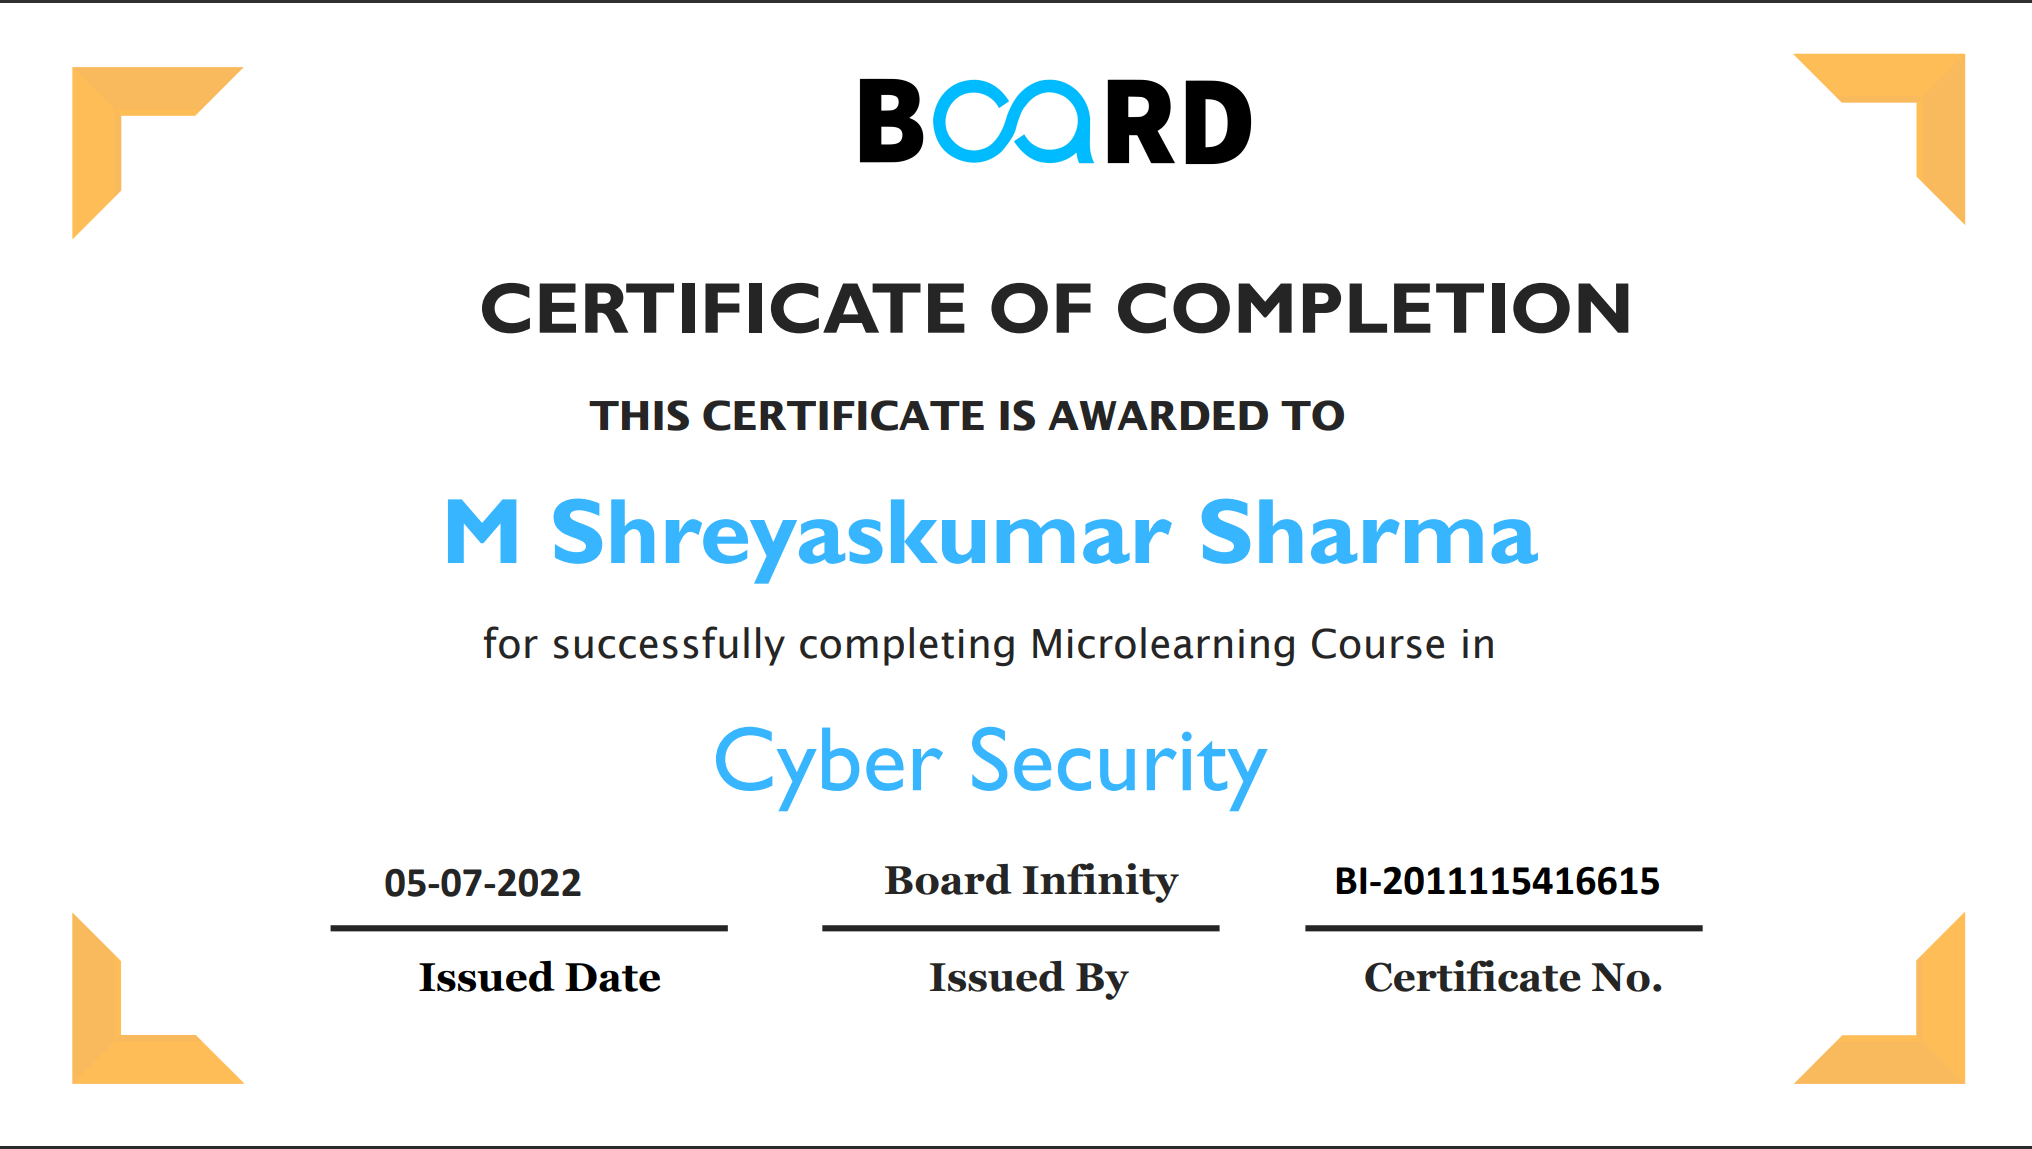 BOARD
CERTIFICATE OF COMPLETION
THIS CERTIFICATE IS AWARDED TO
M Shreyaskumar Sharma
for successfully completing Microlearning Course in
Cyber Security
05-07-2022 Board Infinity BI-2011115416615
Issued Date Issued By Certificate No.